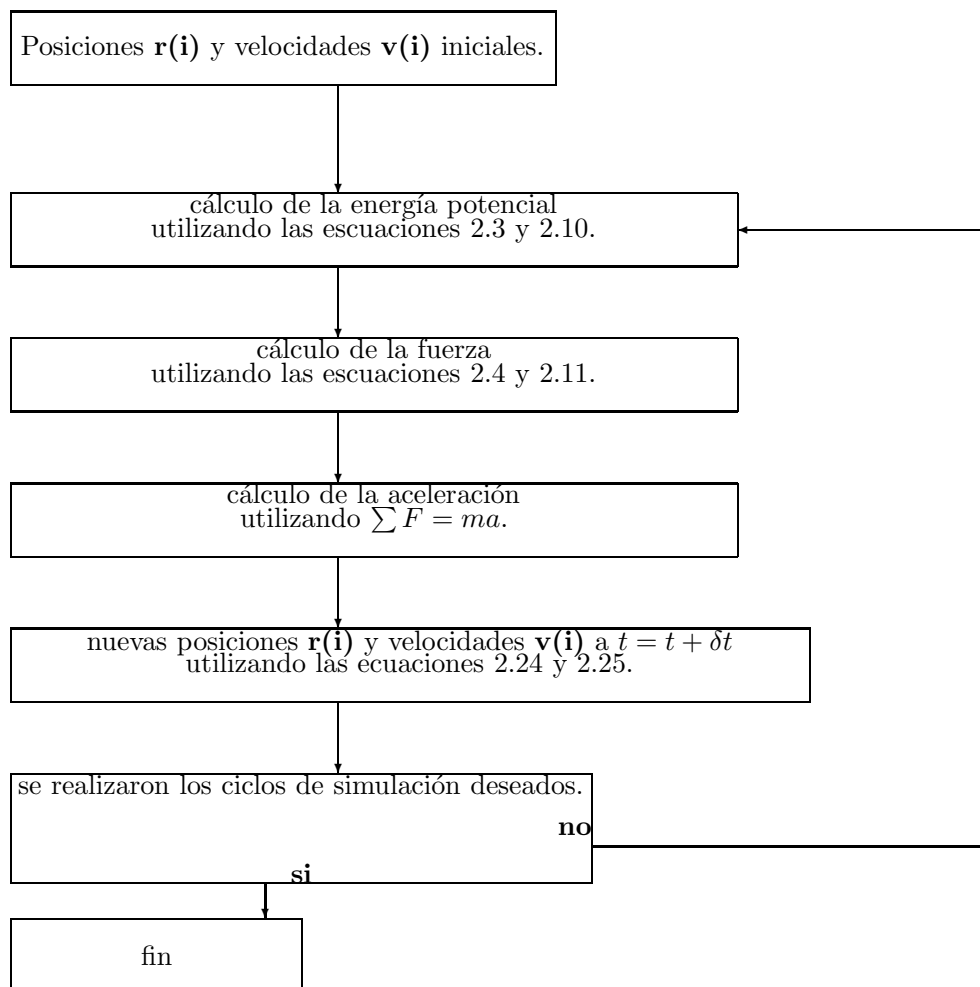 Posiciones r(i) y velocidades v(i) iniciales.
cálculo de la energía potencial
utilizando las escuaciones 2.3 y 2.10.
cálculo de la fuerza
utilizando las escuaciones 2.4 y 2.11.
cálculo de la aceleración
utilizando ∑ F = ma.
nuevas posiciones r(i) y velocidades v(i) a t = t + δt
utilizando las ecuaciones 2.24 y 2.25.
se realizaron los ciclos de simulación deseados.
no
si
fin